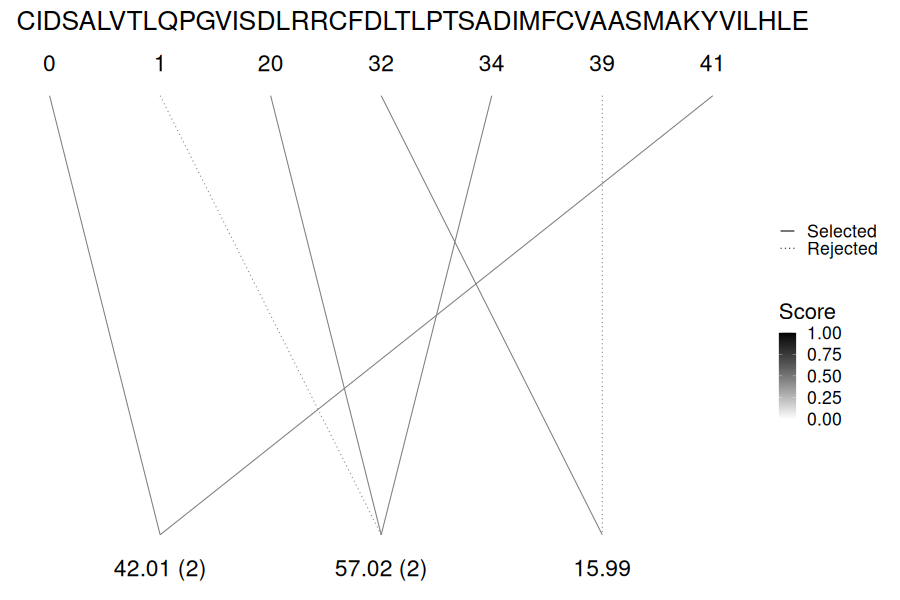 CIDSALVTLQPGVISDLRRCFDLTLPTSADIMFCVAASMAKYVILHLE
0 1 20 32 34 39 41
Selected
Rejected
Score
1.00
0.75
0.50
0.25
0.00
42.01 (2) 57.02 (2) 15.99